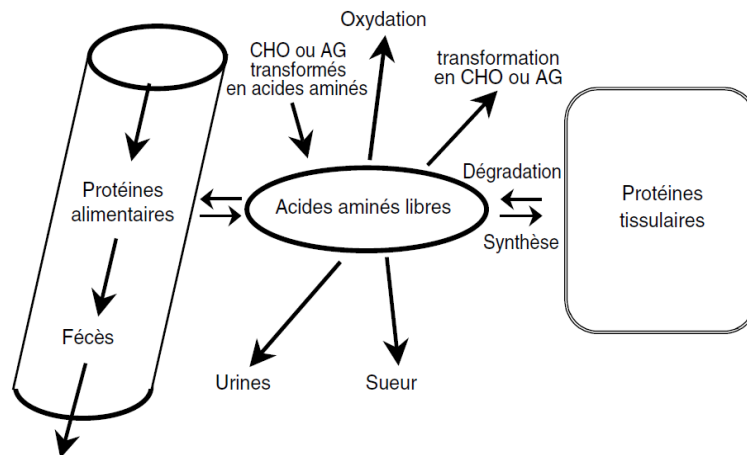 Oxydation
CHO ou AG
transformés
en acides aminés
transformation
en CHO ou AG
Protéines
alimentaires
Acides aminés libres
Dégradation
Synthèse
Protéines
tissulaires
Fécès
Urines
Sueur